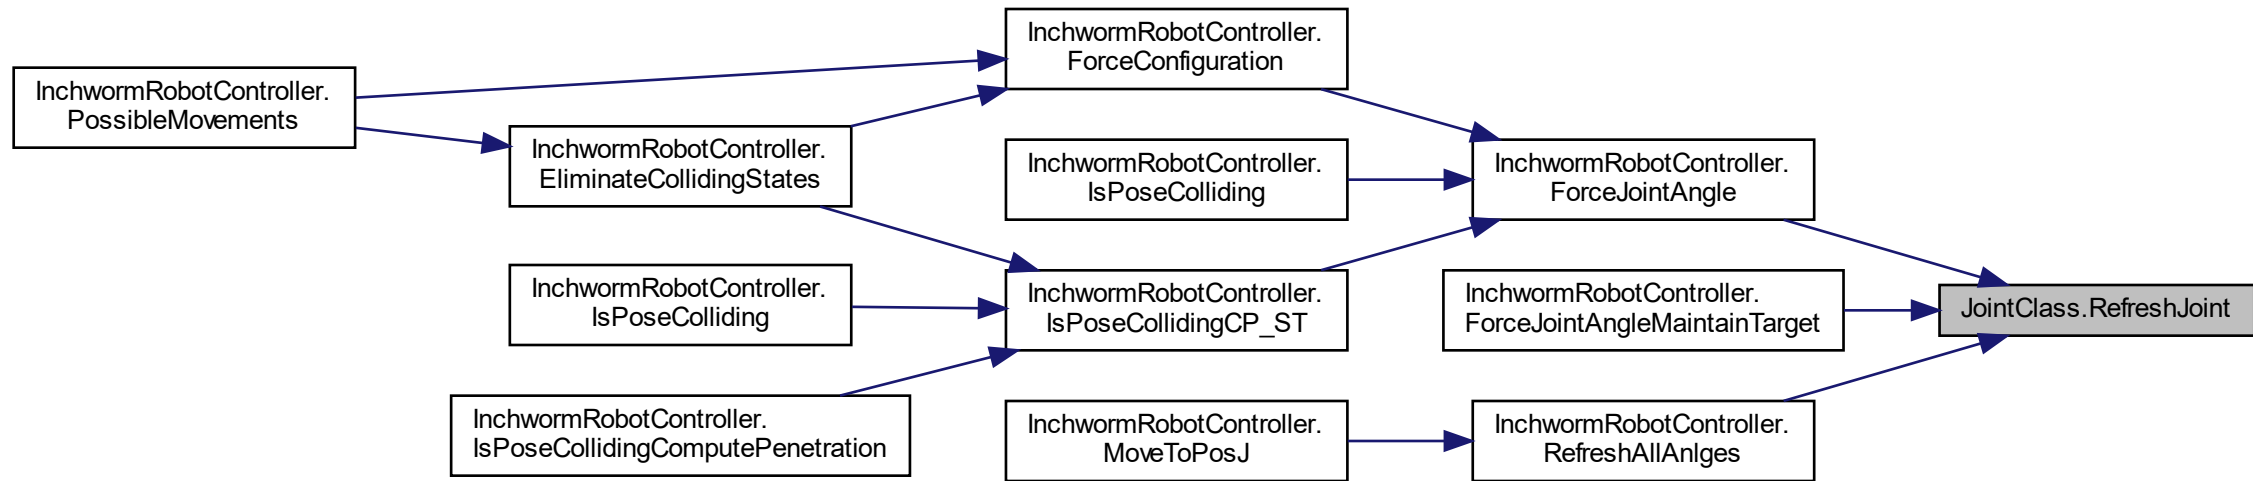 InchwormRobotController.
PossibleMovements
InchwormRobotController.
EliminateCollidingStates
InchwormRobotController.
IsPoseColliding
InchwormRobotController.
IsPoseCollidingComputePenetration
InchwormRobotController.
ForceConfiguration
InchwormRobotController.
IsPoseColliding
InchwormRobotController.
IsPoseCollidingCP_ST
InchwormRobotController.
MoveToPosJ
InchwormRobotController.
ForceJointAngle
InchwormRobotController.
ForceJointAngleMaintainTarget
InchwormRobotController.
RefreshAllAnlges
JointClass.RefreshJoint